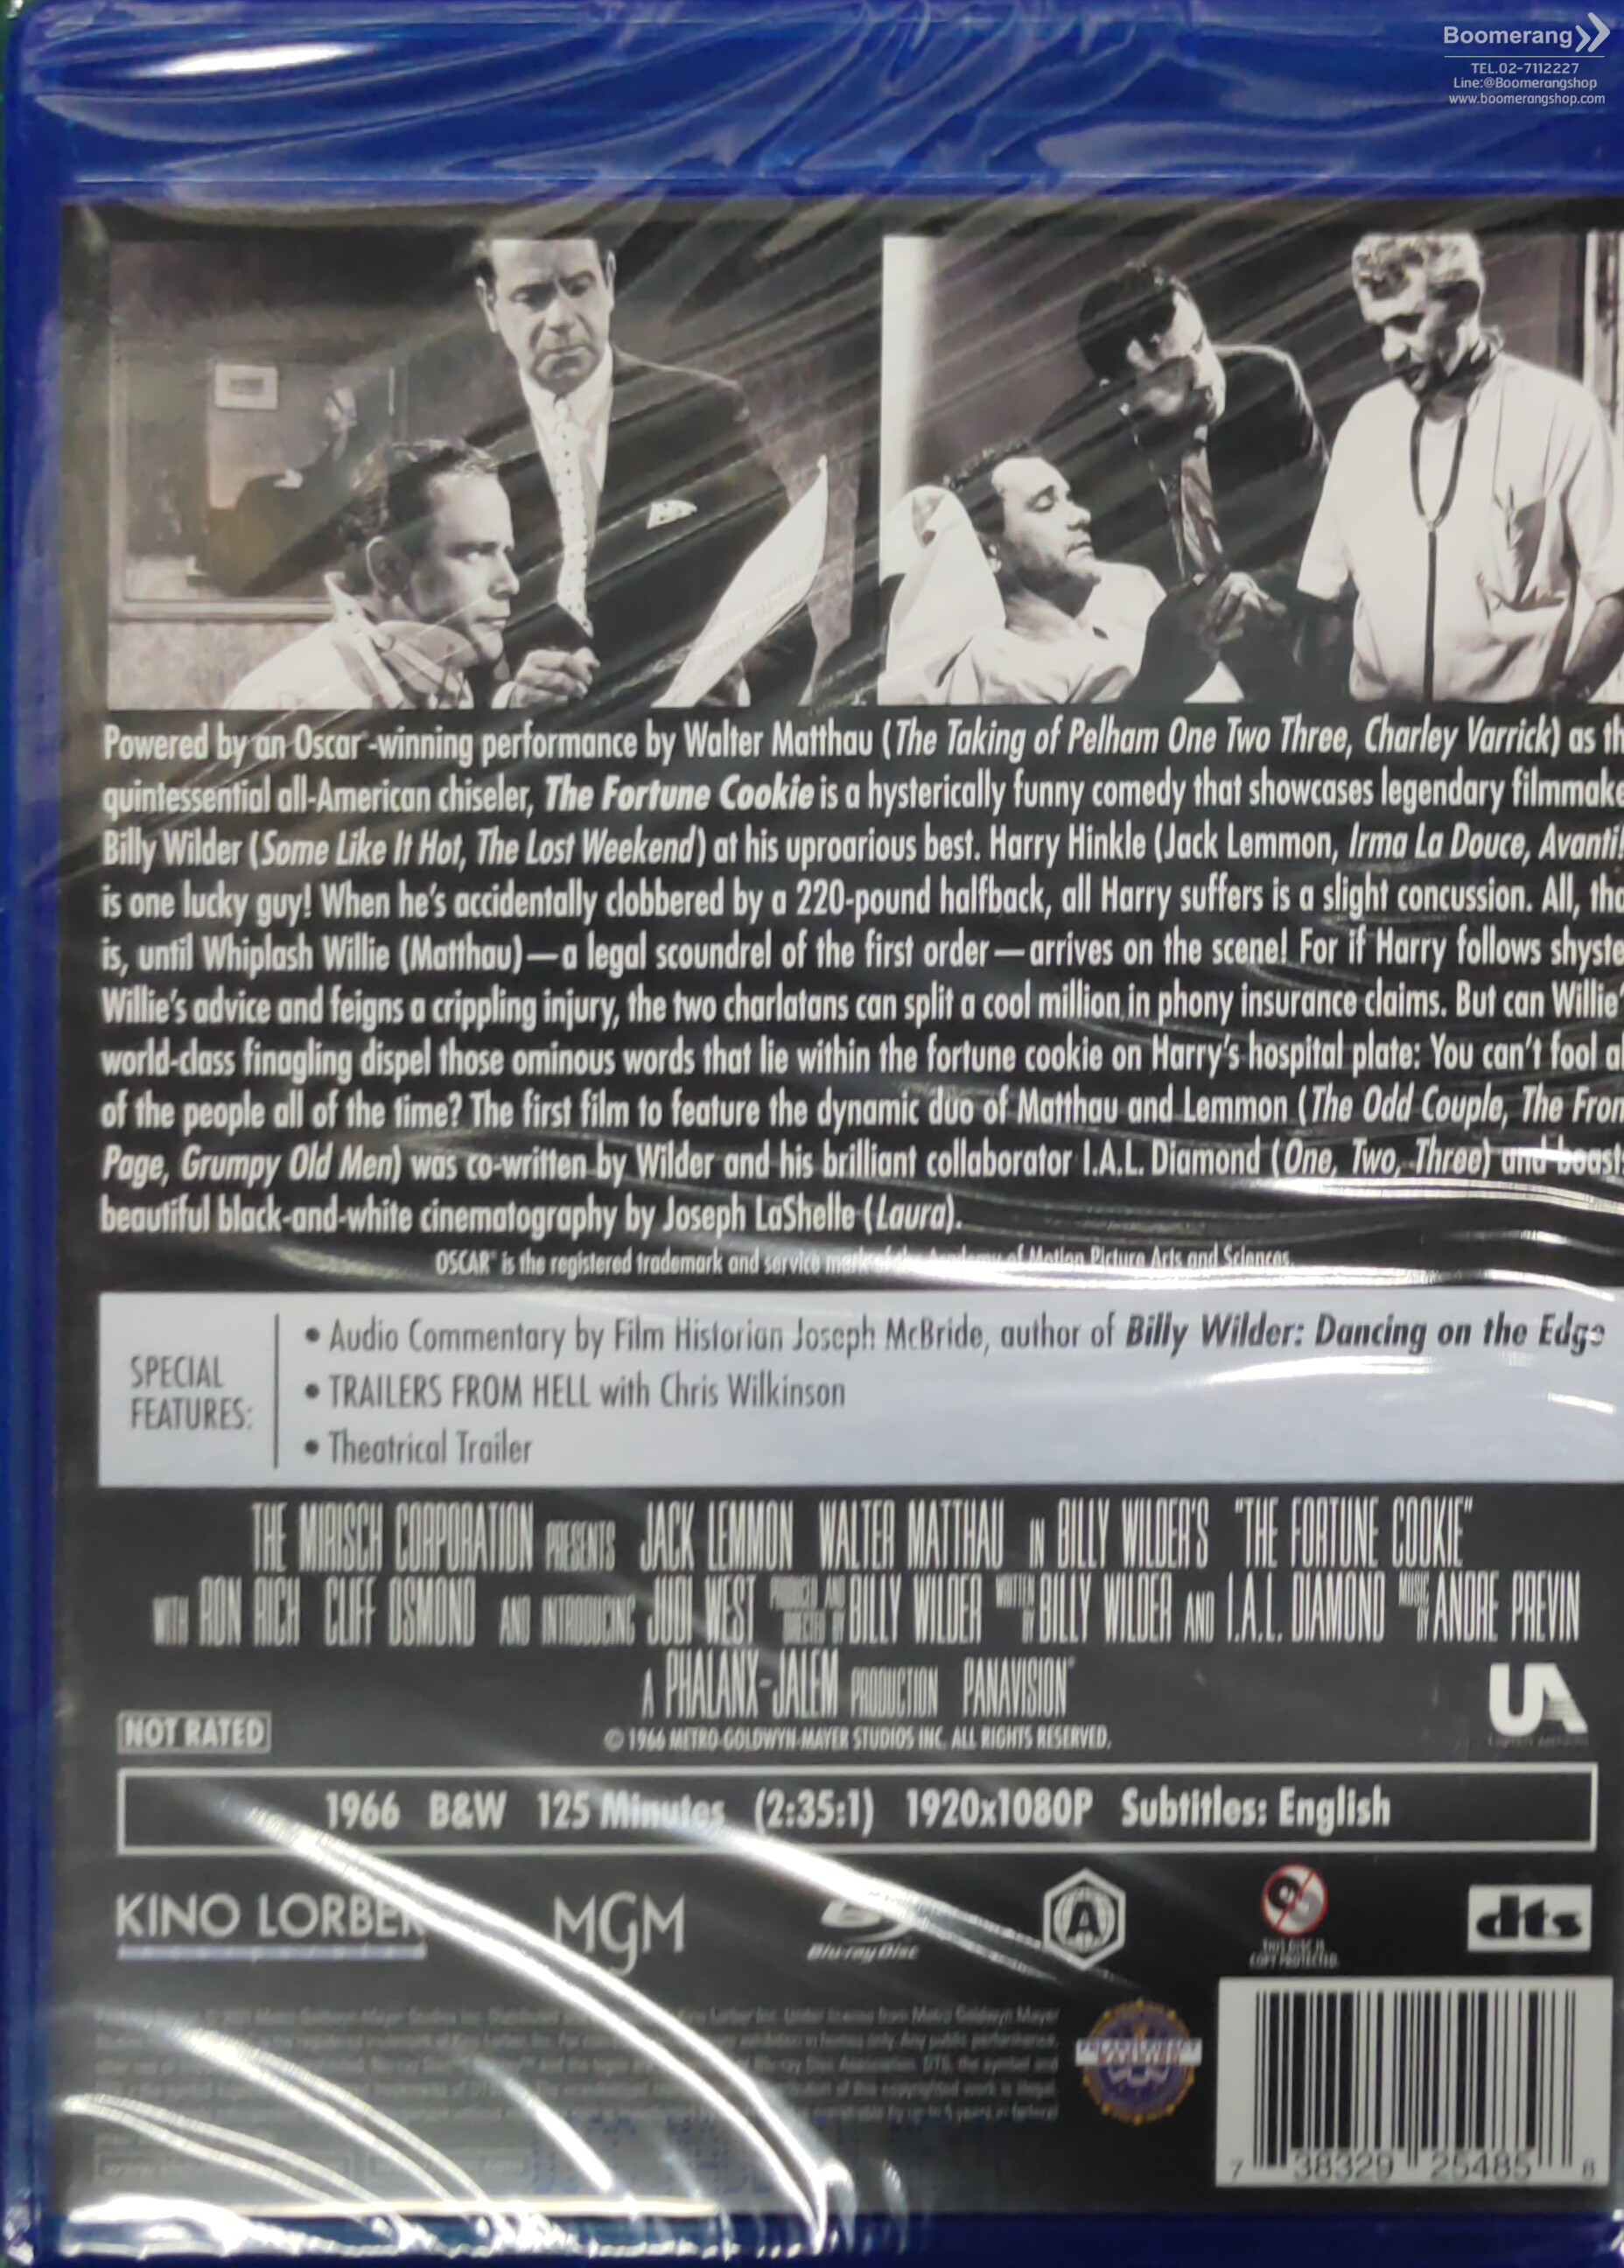 Boomerang
TEL.02-7112227
Line:@Boomerangshop
www.boomerangshop.com
Powered by an Oscar®-winning performance by Walter Matthau (The Taking of Pelham One Two Three, Charley Varrick) as th
quintessential all-American chiseler, The Fortune Cookie is a hysterically funny comedy that showcases legendary filmmake
Billy Wilder (Some Like It Hot, The Lost Weekend) at his uproarious best. Harry Hinkle (Jack Lemmon, Irma La Douce, Avanti!
is one lucky guy! When he's accidentally clobbered by a 220-pound halfback, all Harry suffers is a slight concussion. All, tha
is, until Whiplash Willie (Matthau)—a legal scoundrel of the first order—arrives on the scene! For if Harry follows shyste
Willie's advice and feigns a crippling injury, the two charlatans can split a cool million in phony insurance claims. But can Willie'
world-class finagling dispel those ominous words that lie within the fortune cookie on Harry's hospital plate: You can't fool al
of the people all of the time? The first film to feature the dynamic duo of Matthau and Lemmon (The Odd Couple, The Fron
Page, Grumpy Old Men) was co-written by Wilder and his brilliant collaborator I.A.L. Diamond (One, Two, Three) and boasts
beautiful black-and-white cinematography by Joseph LaShelle (Laura).
OSCAR® is the registered trademark and service mark of the Academy of Motion Picture Arts and Sciences.
SPECIAL FEATURES:
• Audio Commentary by Film Historian Joseph McBride, author of Billy Wilder: Dancing on the Edge
• TRAILERS FROM HELL with Chris Wilkinson
• Theatrical Trailer
THE MIRISCH CORPORATION PRESENTS JACK LEMMON WALTER MATTHAU IN BILLY WILDER'S "THE FORTUNE COOKIE"
WITH RON RICH CLIFF OSMOND AND INTRODUCING JUDI WEST PRODUCED AND DIRECTED BY BILLY WILDER WRITTEN BY BILLY WILDER AND I.A.L. DIAMOND MUSIC BY ANDRE PREVIN
A PHALANX-JALEM PRODUCTION PANAVISION®
UA
NOT RATED
© 1966 METRO-GOLDWYN-MAYER STUDIOS INC. ALL RIGHTS RESERVED.
1966 B&W 125 Minutes (2:35:1) 1920x1080P Subtitles: English
KINO LORBER
MGM
Blu-ray Disc
A
THIS DISC IS
COPY PROTECTED.
dts
7 38329 25485 8